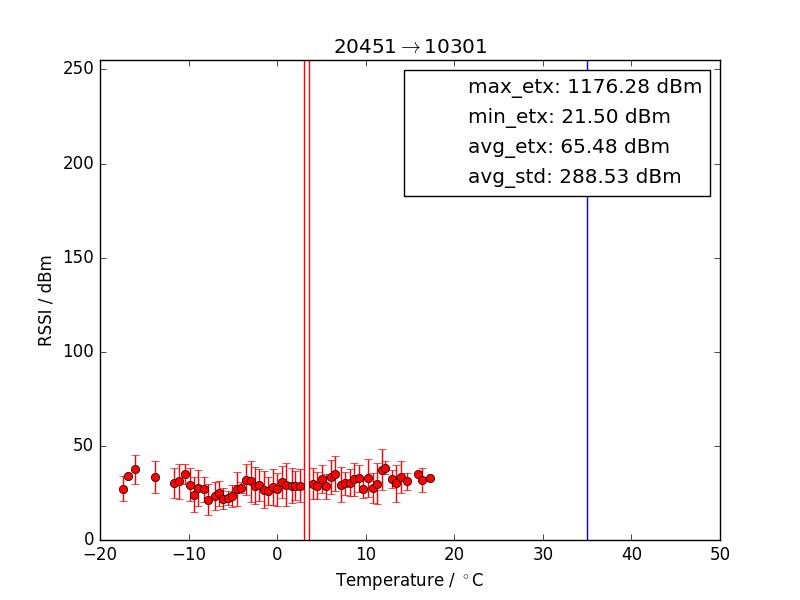 20451→10301
max_etx: 1176.28 dBm
min_etx: 21.50 dBm
avg_etx: 65.48 dBm
avg_std: 288.53 dBm
RSSI / dBm
250
200
150
100
50
0
−20 −10 0 10 20 30 40 50
Temperature / °C